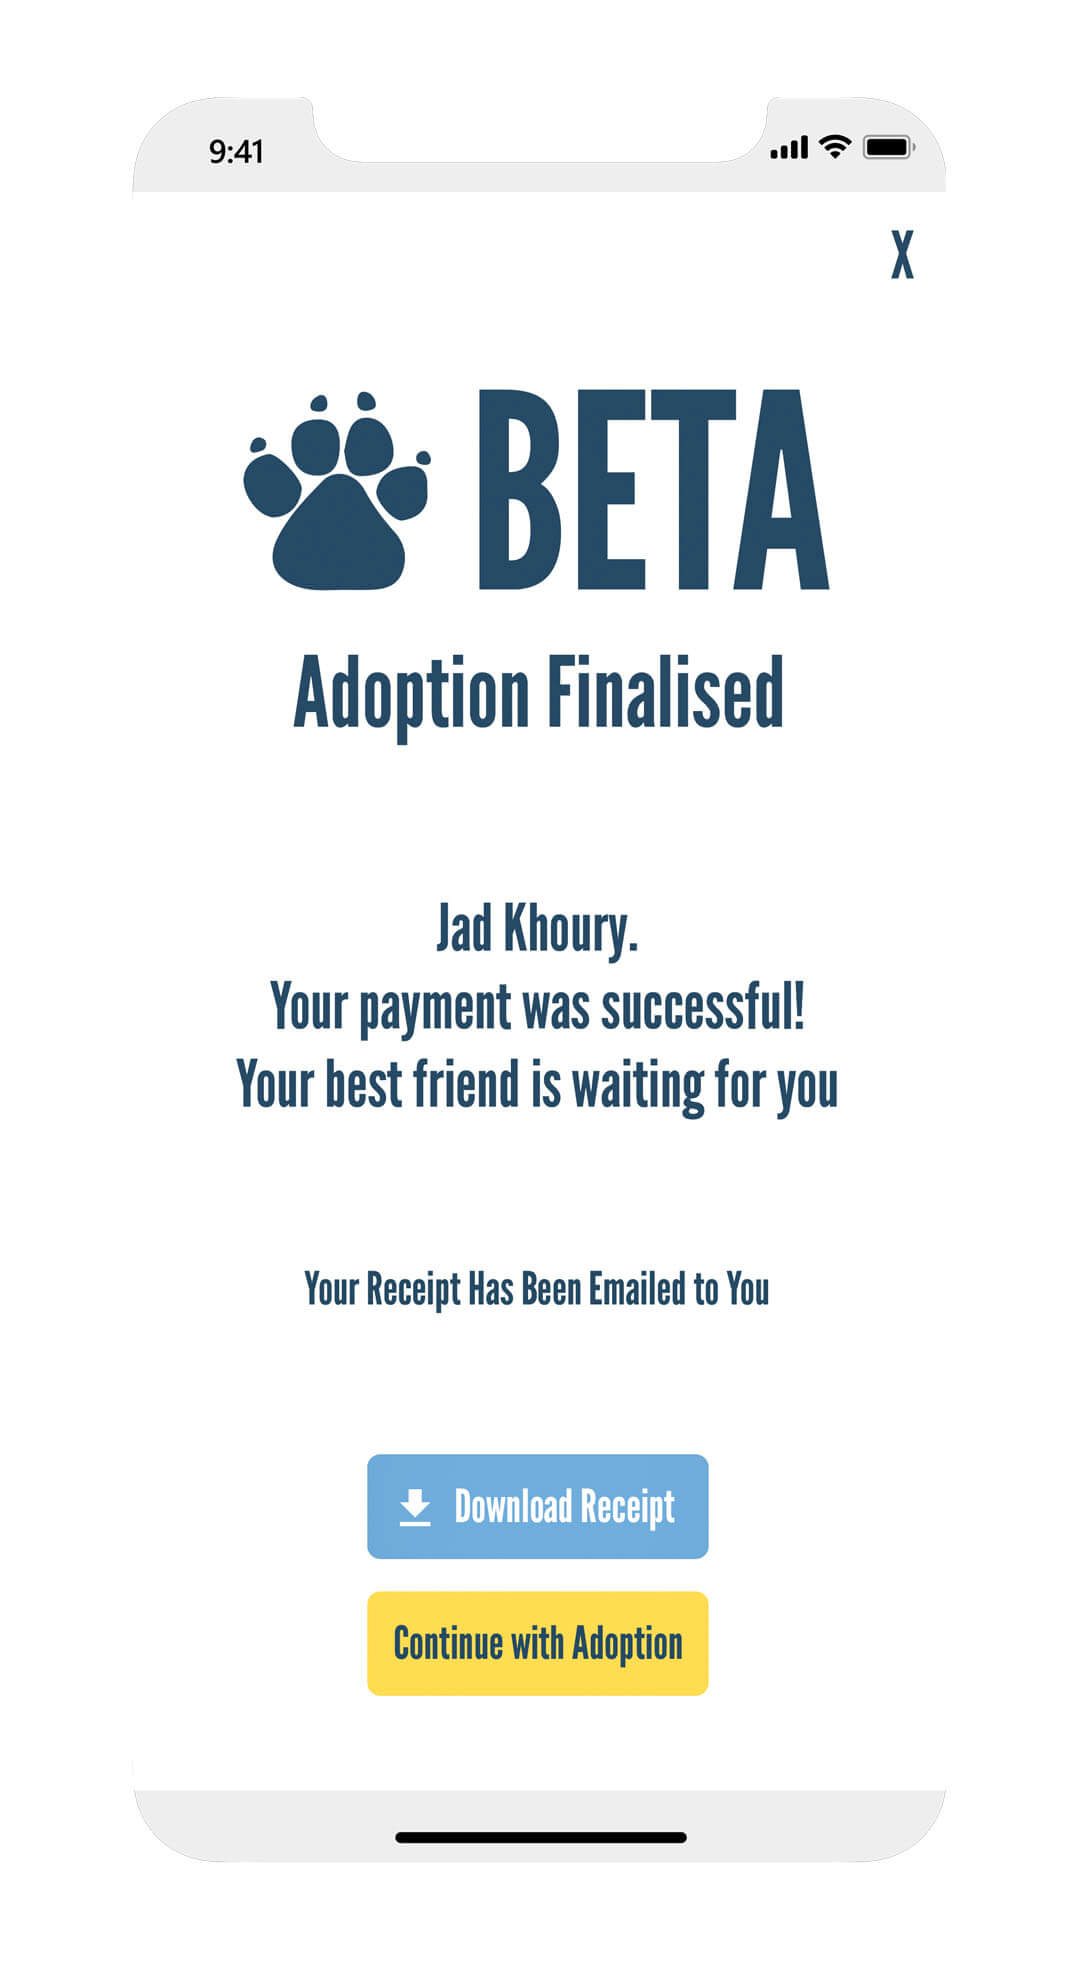 9:41
X
BETA
Adoption Finalised
Jad Khoury.
Your payment was successful!
Your best friend is waiting for you
Your Receipt Has Been Emailed to You
Download Receipt
Continue with Adoption